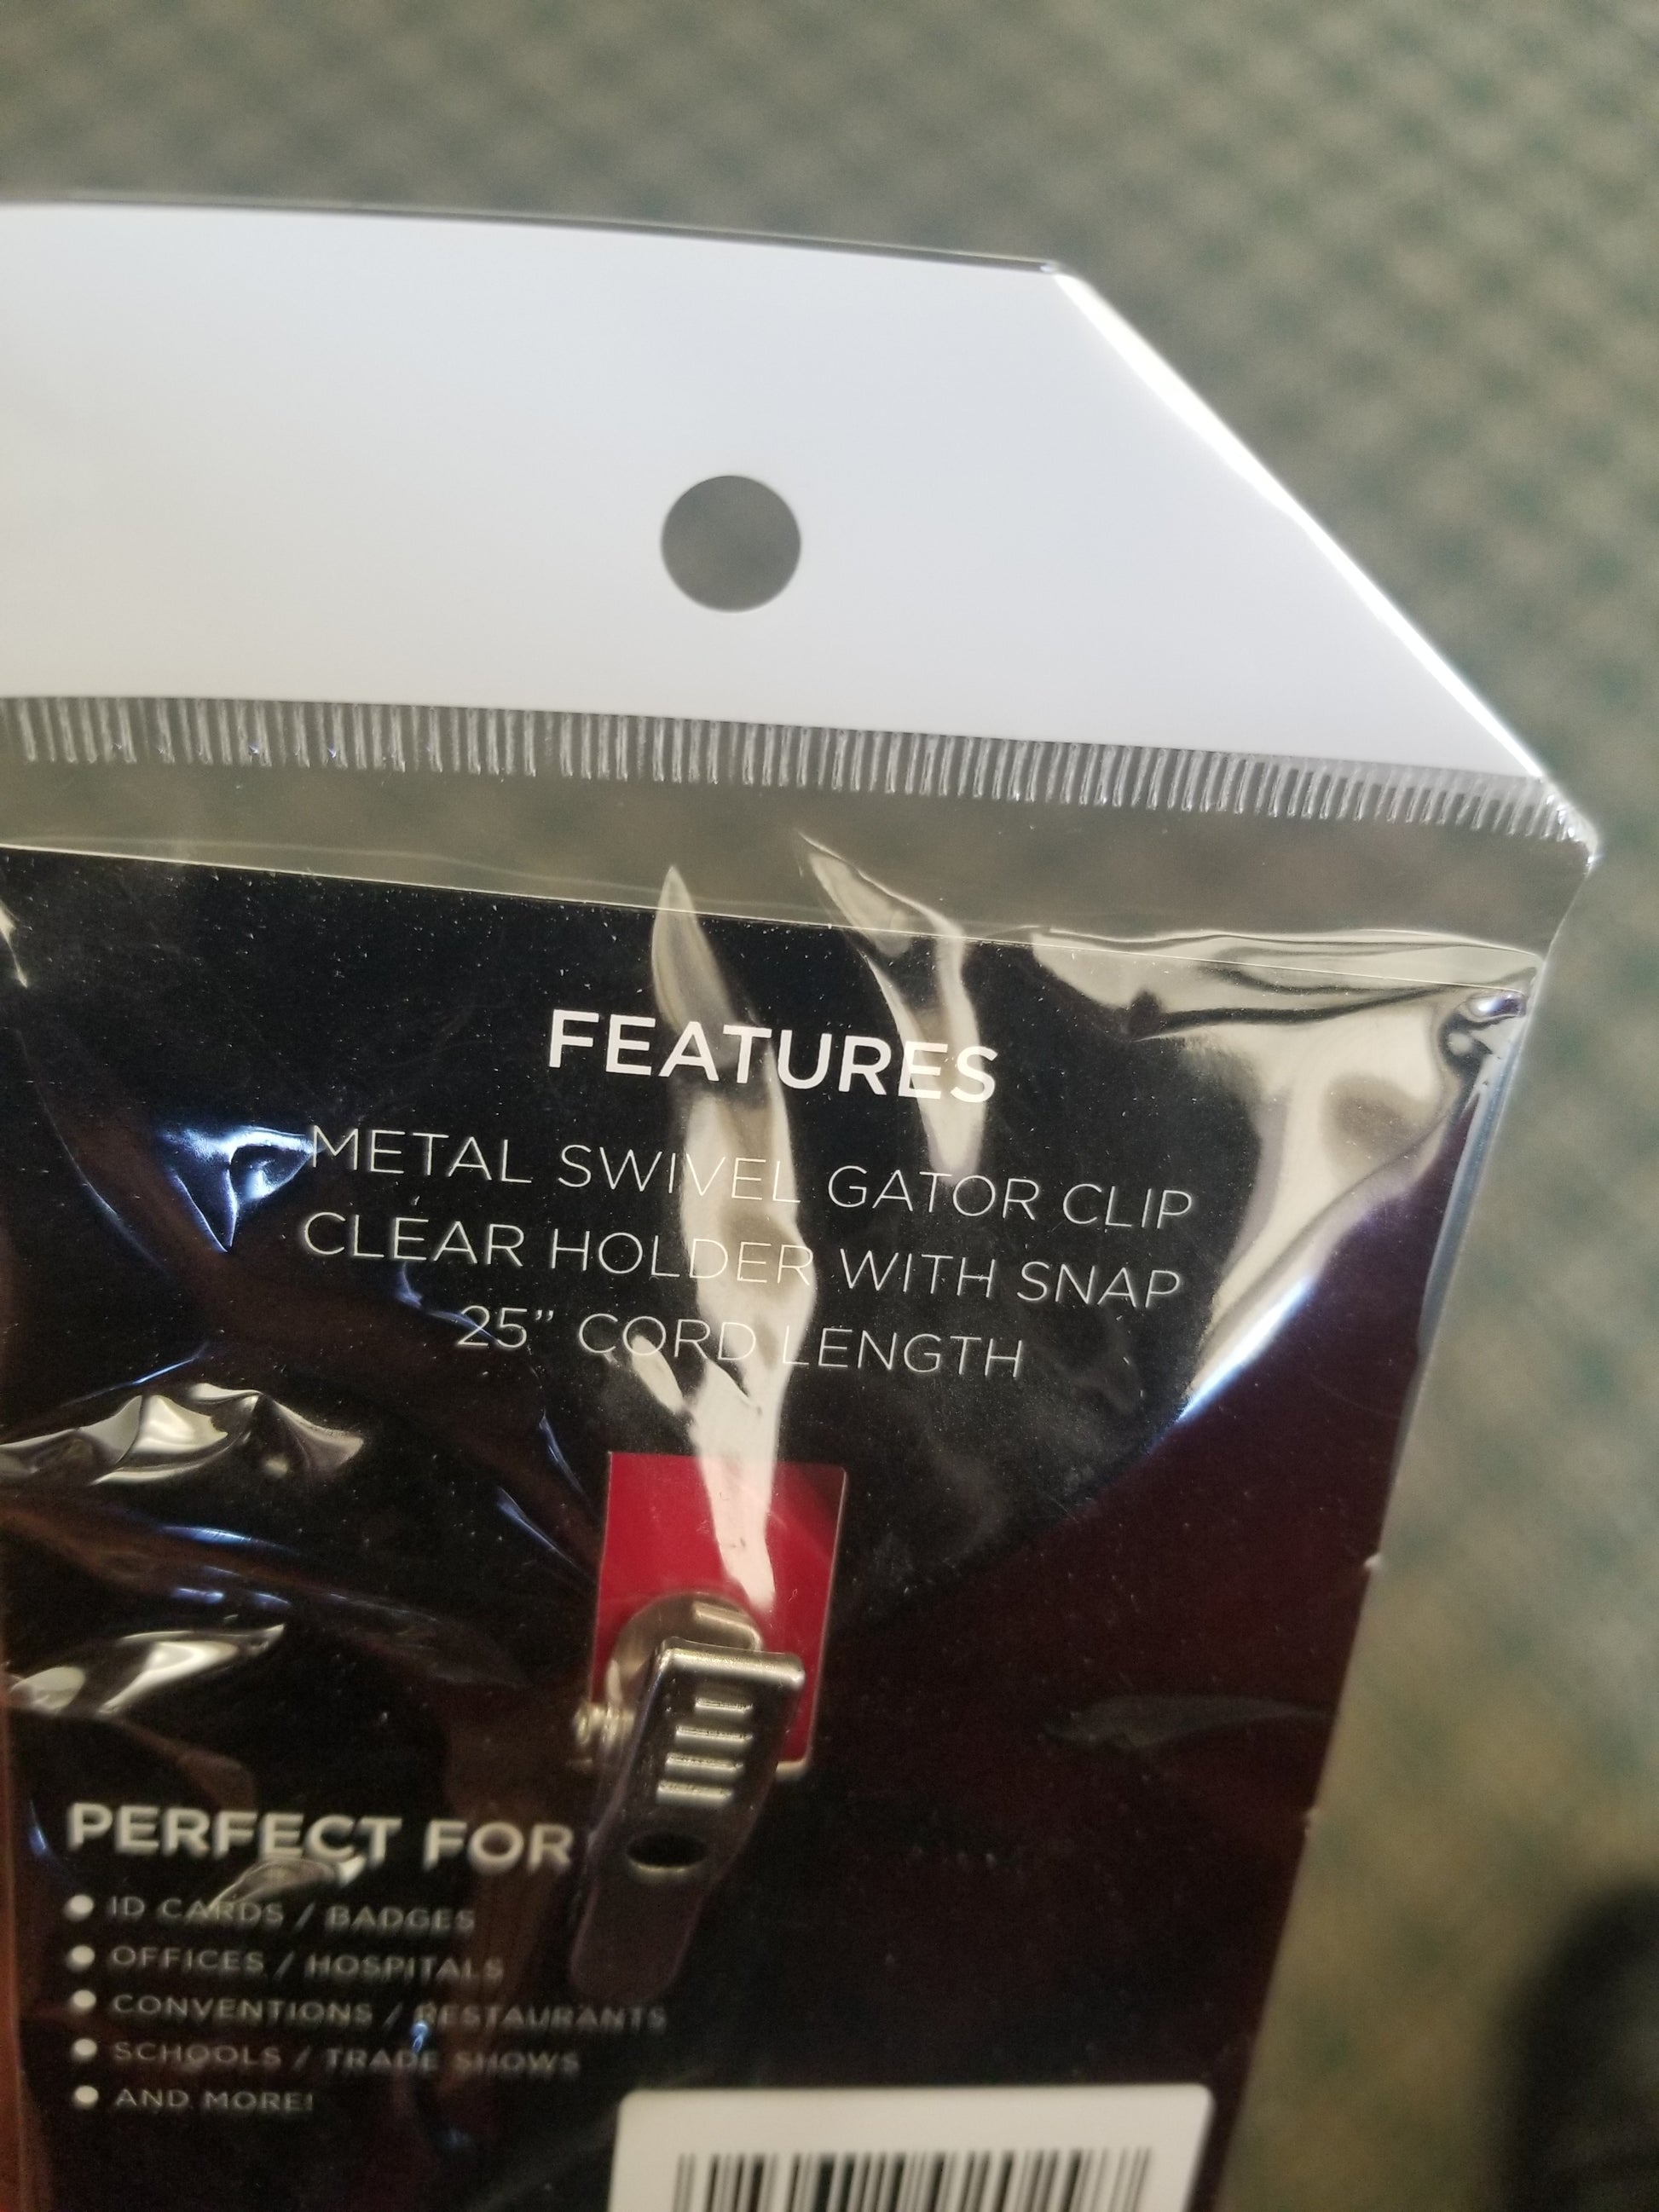 FEATURES
METAL SWIVEL GATOR CLIP
CLEAR HOLDER WITH SNAP
25” CORD LENGTH
PERFECT FOR
● ID CARDS / BADGES
● OFFICES / HOSPITALS
● CONVENTIONS / RESTAURANTS
● SCHOOLS / TRADE SHOWS
● AND MORE!